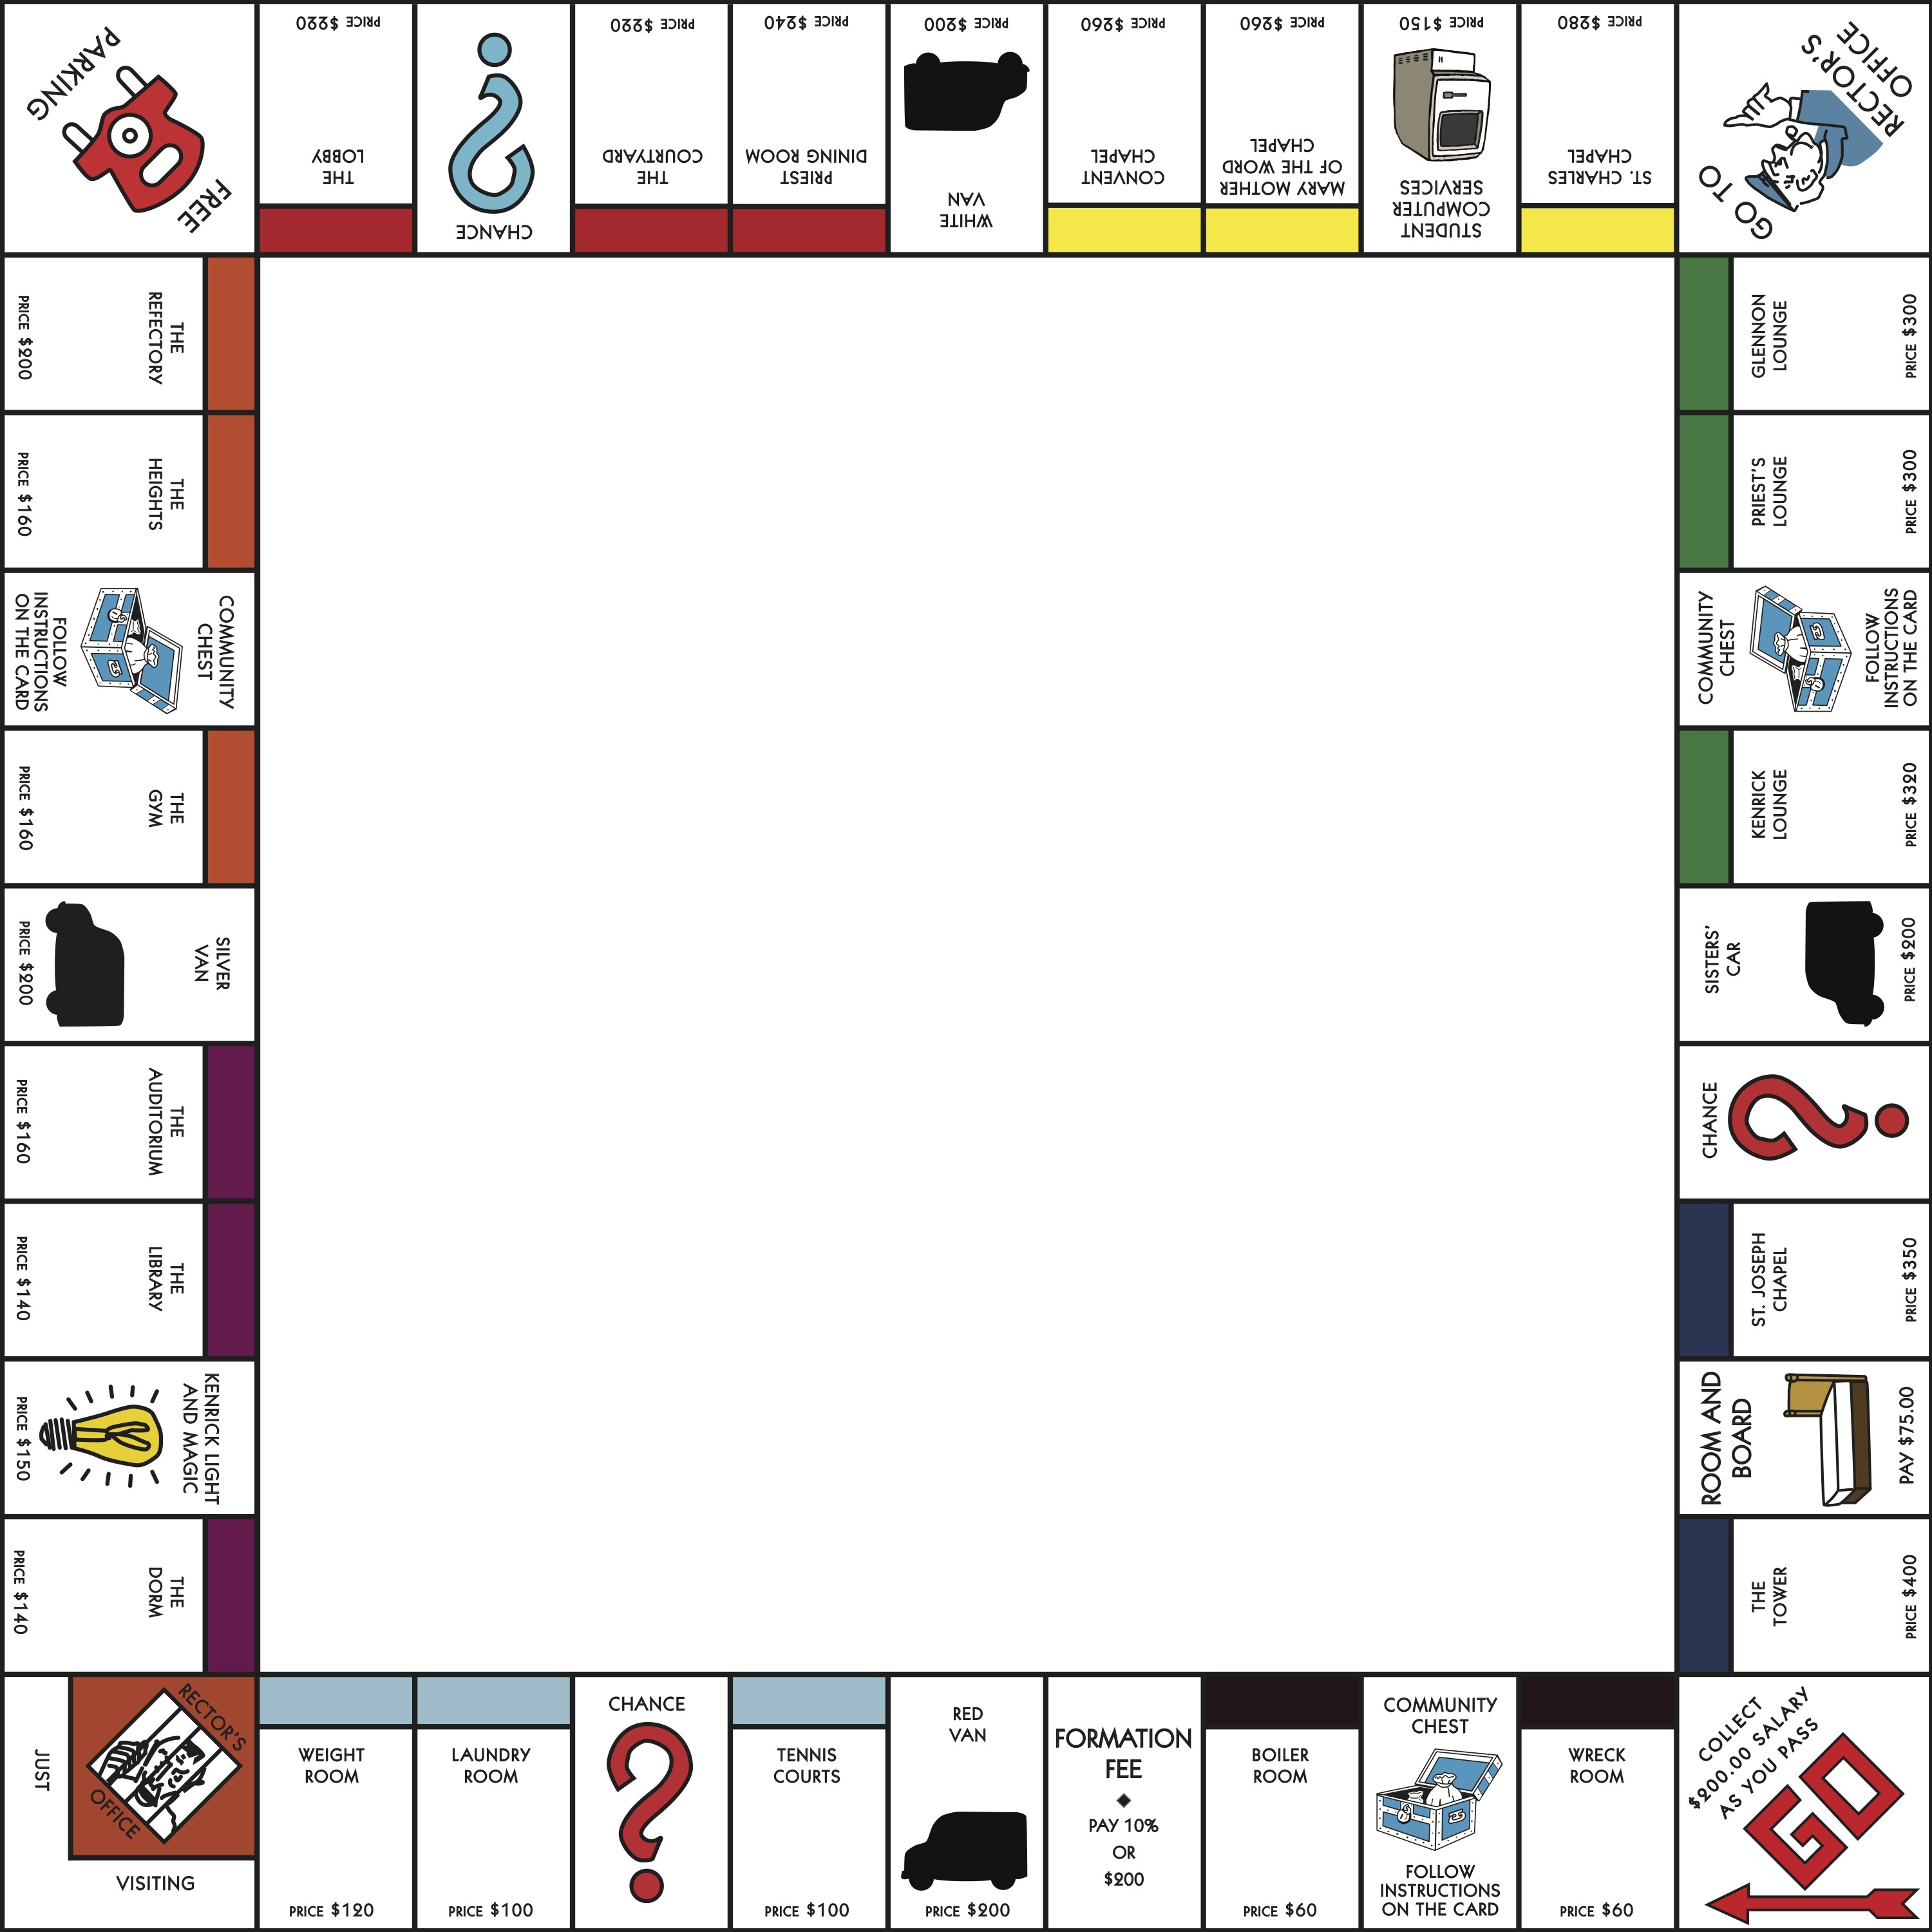 COLLECT
$200.00 SALARY
AS YOU PASS
GO
WRECK
ROOM
PRICE $60
COMMUNITY
CHEST
FOLLOW
INSTRUCTIONS
ON THE CARD
BOILER
ROOM
PRICE $60
FORMATION
FEE
PAY 10%
OR
$200
RED
VAN
PRICE $200
TENNIS
COURTS
PRICE $100
CHANCE
?
LAUNDRY
ROOM
PRICE $100
WEIGHT
ROOM
PRICE $120
RECTOR'S
OFFICE
JUST
VISITING
THE
DORM
PRICE $140
KENRICK LIGHT
AND MAGIC
PRICE $150
THE
LIBRARY
PRICE $140
THE
AUDITORIUM
PRICE $160
SILVER
VAN
PRICE $200
THE
GYM
PRICE $160
COMMUNITY
CHEST
FOLLOW
INSTRUCTIONS
ON THE CARD
THE
HEIGHTS
PRICE $160
THE
REFECTORY
PRICE $200
FREE
PARKING
THE
LOBBY
PRICE $220
CHANCE
?
THE
COURTYARD
PRICE $220
PRIEST
DINING ROOM
PRICE $240
WHITE
VAN
PRICE $200
CONVENT
CHAPEL
PRICE $260
MARY MOTHER
OF THE WORD
CHAPEL
PRICE $260
STUDENT
COMPUTER
SERVICES
PRICE $150
ST. CHARLES
CHAPEL
PRICE $280
GO TO
RECTOR'S
OFFICE
GLENNON
LOUNGE
PRICE $300
PRIEST'S
LOUNGE
PRICE $300
COMMUNITY
CHEST
FOLLOW
INSTRUCTIONS
ON THE CARD
KENRICK
LOUNGE
PRICE $320
SISTERS'
CAR
PRICE $200
CHANCE
?
ST. JOSEPH
CHAPEL
PRICE $350
ROOM AND
BOARD
PAY $75.00
THE
TOWER
PRICE $400